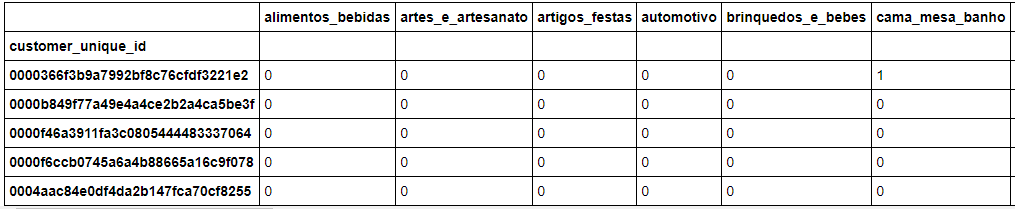 alimentos_bebidas artes_e_artesanato artigos_festas automotivo brinquedos_e_bebes cama_mesa_banho
customer_unique_id
0000366f3b9a7992bf8c76cfdf3221e2 0 0 0 0 0 1
0000b849f77a49e4a4ce2b2a4ca5be3f 0 0 0 0 0 0
0000f46a3911fa3c0805444483337064 0 0 0 0 0 0
0000f6ccb0745a6a4b88665a16c9f078 0 0 0 0 0 0
0004aac84e0df4da2b147fca70cf8255 0 0 0 0 0 0